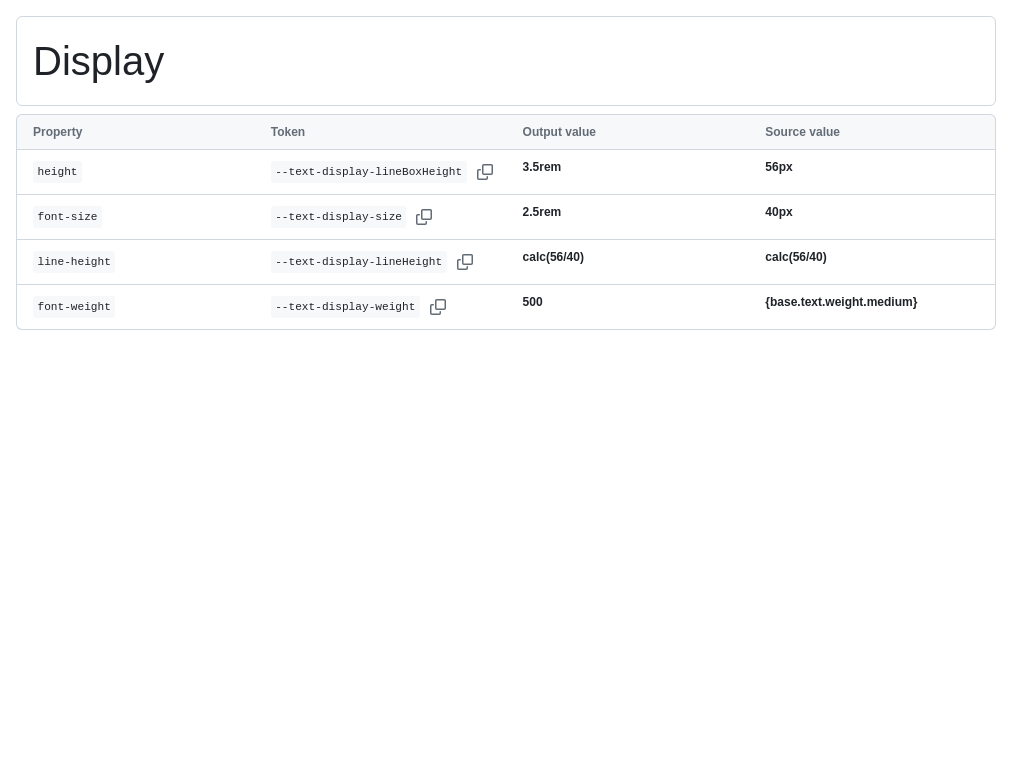 Display
Property Token Output value Source value
height --text-display-lineBoxHeight 3.5rem 56px
font-size --text-display-size 2.5rem 40px
line-height --text-display-lineHeight calc(56/40) calc(56/40)
font-weight --text-display-weight 500 {base.text.weight.medium}